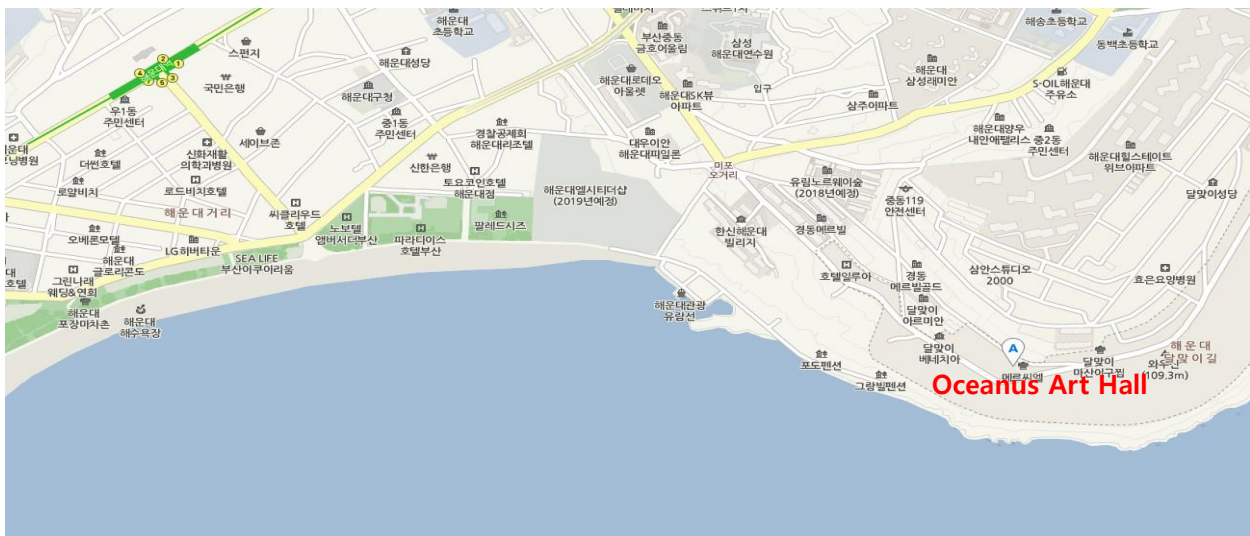 해운대
초등학교
스펀지
부산중동
금호어울림
삼성
해운대연수원
입구
해송초등학교
동백초등학교
해운대성당
국민은행
해운대구청
해운대로데오
아울렛
해운대SK뷰
아파트
해운대
삼성래미안
S-OIL해운대
주유소
2
1
4
3
5
우1동
주민센터
중1동
주민센터
세이브존
경찰공제회
해운대리조텔
삼주아파트
해운대양우
내안애팰리스
중2동
주민센터
대우이안
해운대피일론
더썬호텔
신화재활
의학과병원
신한은행
미포
오거리
해운대힐스테이트
위브아파트
로얄비치
로드비치호텔
토요코인호텔
해운대점
해운대엘시티더샵
(2019년예정)
유림노르웨이숲
(2018년예정)
중동119
안전센터
달맞이성당
해운대거리
씨클라우드
호텔
노보텔
앰버서더부산
파라다이스
호텔부산
팔레드시즈
한신해운대
빌리지
경동메르빌
오베론모텔
LG하버타운
해운대
글로리콘도
SEA LIFE
부산아쿠아리움
그린나래
웨딩&연회
호텔일루아
경동
메르빌골드
삼안스튜디오
2000
효은요양병원
해운대
포장마차촌
해운대
해수욕장
해운대관광
유람선
달맞이
아르미안
달맞이
베네치아
A
포도펜션
그랑빌펜션
메르씨엘
달맞이
마산아구찜
와우산
(109.3m)
해운대
달맞이길
Oceanus Art Hall